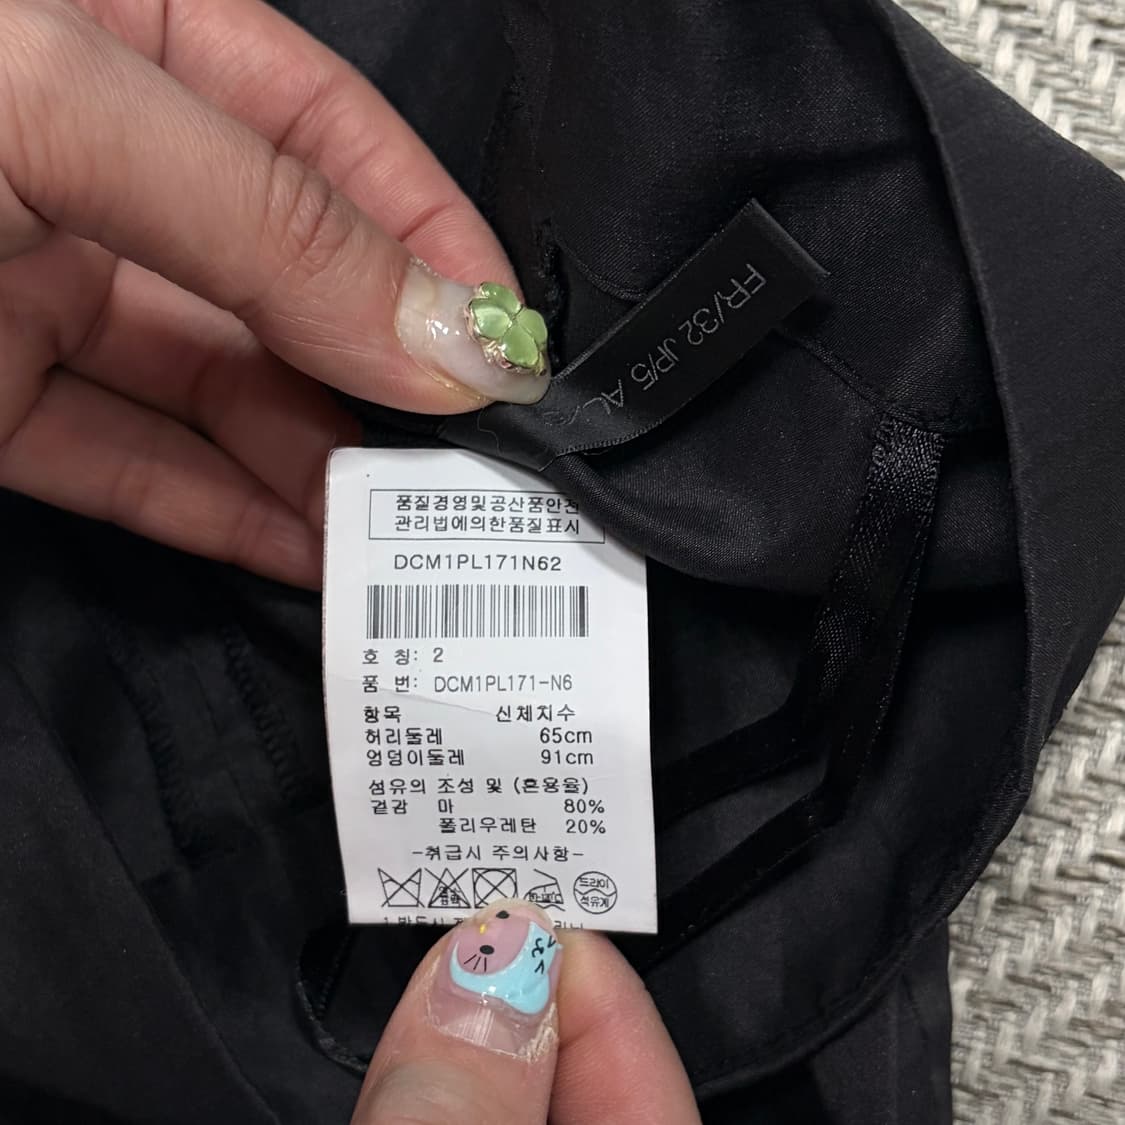 FR/32 JP/5
품질경영및공산품안전
관리법에의한품질표시
DCM1PL171N62
호 칭: 2
품 번: DCM1PL171-N6
항목 신체치수
허리둘레 65cm
엉덩이둘레 91cm
섬유의 조성 및 (혼용율)
겉감 마 80%
폴리우레탄 20%
-취급시 주의사항-
드라이
석유계